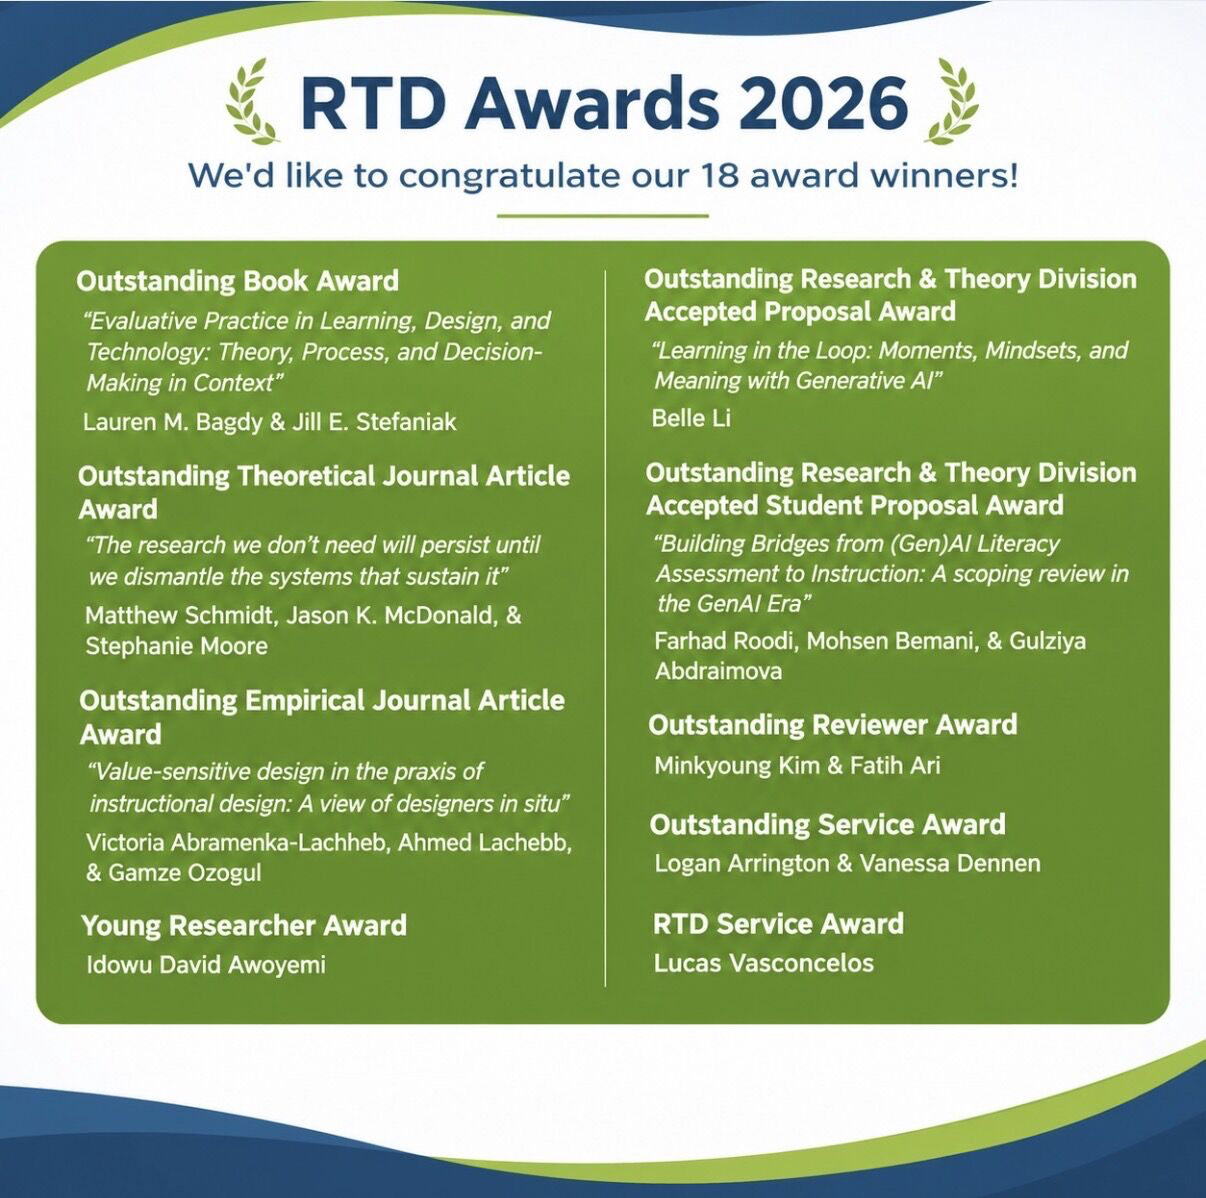 RTD Awards 2026
We'd like to congratulate our 18 award winners!
Outstanding Book Award
“Evaluative Practice in Learning, Design, and
Technology: Theory, Process, and Decision-
Making in Context”
Lauren M. Bagdy & Jill E. Stefaniak
Outstanding Theoretical Journal Article
Award
“The research we don’t need will persist until
we dismantle the systems that sustain it”
Matthew Schmidt, Jason K. McDonald, &
Stephanie Moore
Outstanding Empirical Journal Article
Award
“Value-sensitive design in the praxis of
instructional design: A view of designers in situ”
Victoria Abramenka-Lachheb, Ahmed Lachebb,
& Gamze Ozogul
Young Researcher Award
Idowu David Awoyemi
Outstanding Research & Theory Division
Accepted Proposal Award
“Learning in the Loop: Moments, Mindsets, and
Meaning with Generative AI”
Belle Li
Outstanding Research & Theory Division
Accepted Student Proposal Award
“Building Bridges from (Gen)AI Literacy
Assessment to Instruction: A scoping review in
the GenAI Era”
Farhad Roodi, Mohsen Bemani, & Gulziya
Abdraimova
Outstanding Reviewer Award
Minkyoung Kim & Fatih Ari
Outstanding Service Award
Logan Arrington & Vanessa Dennen
RTD Service Award
Lucas Vasconcelos